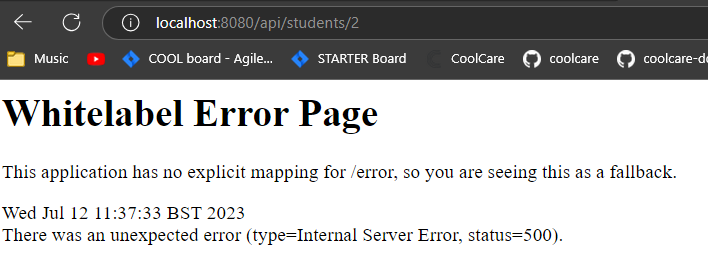 localhost:8080/api/students/2
Music COOL board - Agile... STARTER Board CoolCare coolcare coolcare-d
Whitelabel Error Page
This application has no explicit mapping for /error, so you are seeing this as a fallback.
Wed Jul 12 11:37:33 BST 2023
There was an unexpected error (type=Internal Server Error, status=500).